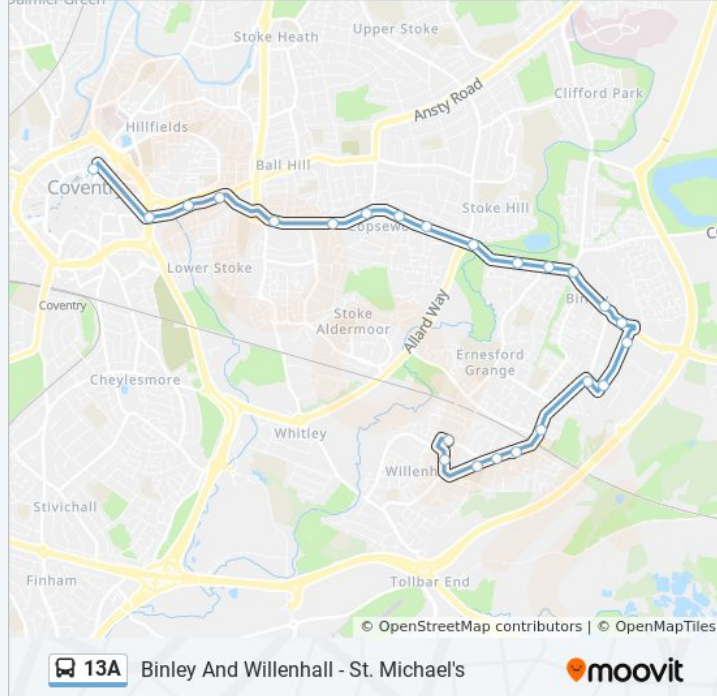 Stoke Heath
Upper Stoke
Clifford Park
Ansty Road
Hillfields
Ball Hill
Coventry
Stoke Hill
Lower Stoke
Coventry
Stoke
Aldermoor
Allard Way
Ernesford
Grange
Cheylesmore
Whitley
Stivichall
Finham
Tollbar End
© OpenStreetMap contributors | © OpenMapTiles
13A Binley And Willenhall - St. Michael's moovit